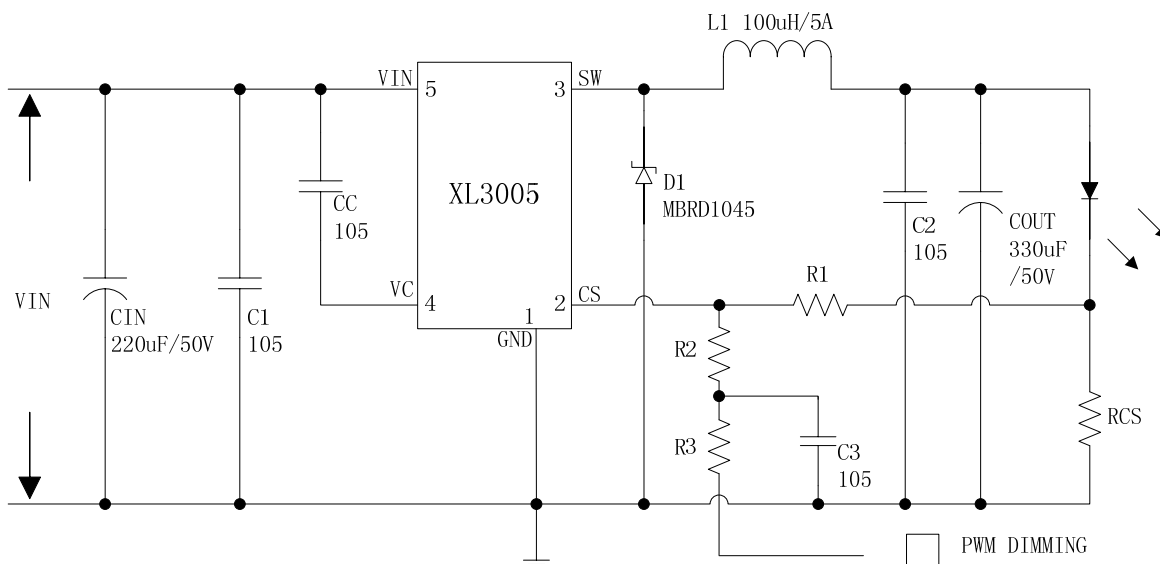 L1 100uH/5A
VIN
5
3
SW
XL3005
CC
105
D1
MBRD1045
C2
105
COUT
330uF
/50V
VIN
CIN
220uF/50V
C1
105
VC
4
1
GND
2
CS
R1
R2
R3
C3
105
RCS
PWM DIMMING